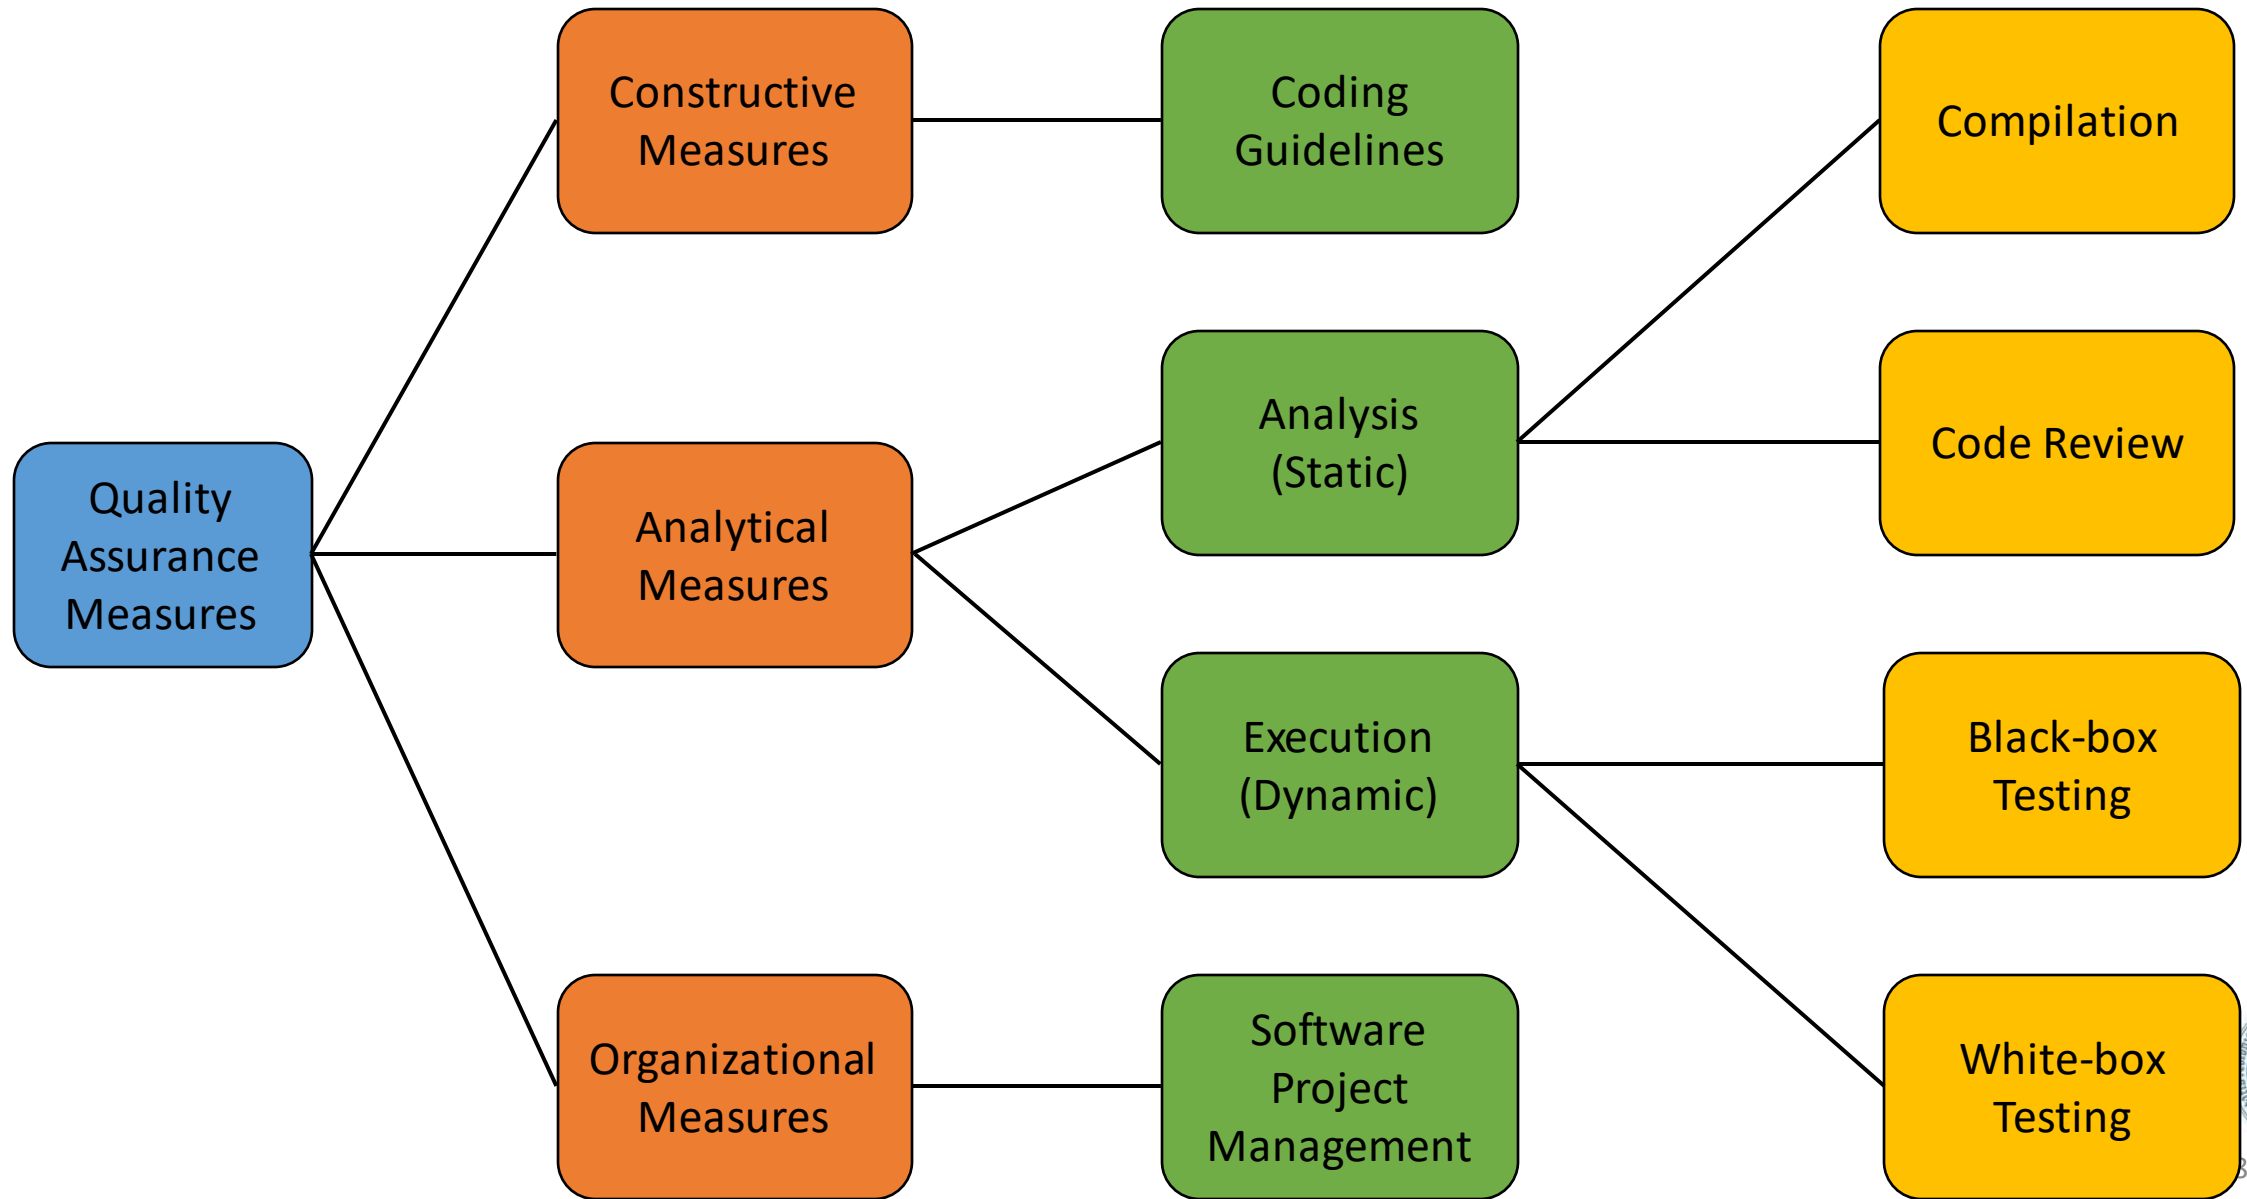 Constructive
Measures
Coding
Guidelines
Compilation
Quality
Assurance
Measures
Analytical
Measures
Analysis
(Static)
Code Review
Execution
(Dynamic)
Black-box
Testing
Organizational
Measures
Software
Project
Management
White-box
Testing